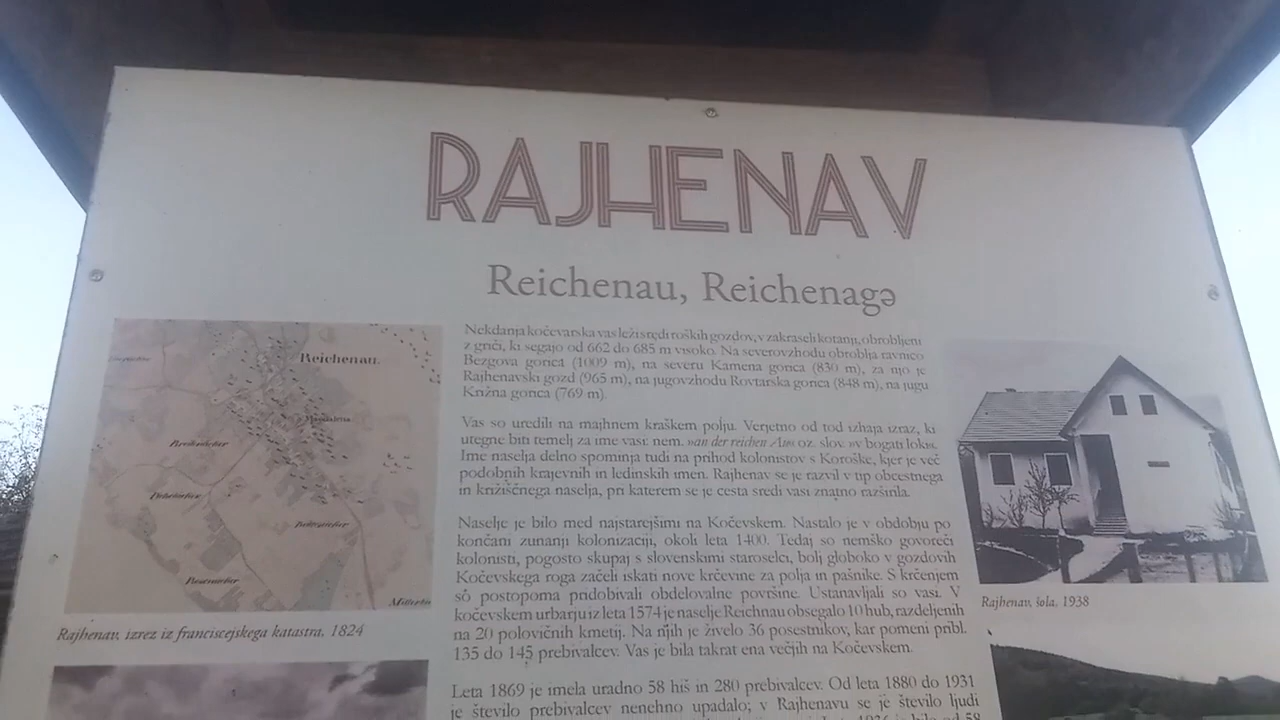 RAJHENAV
Reichenau, Reichenagə
Reichenau.
Nekdanja kočevarska vas leži sredi roških gozdov, v zakraseli kotanji, obrobljeni
z griči, ki segajo od 662 do 685 m visoko. Na severovzhodu obroblja ravnico
Bezgova gorica (1009 m), na severu Kamena gorica (830 m), za njo je
Rajhenavski gozd (965 m), na jugovzhodu Rovtarska gorica (848 m), na jugu
Križna gorica (769 m).
Vas so uredili na majhnem kraškem polju. Verjetno od tod izhaja izraz, ki
utegne biti temelj za ime vasi: nem. »an der reichen Au« oz. slov. »v bogati loki«.
Ime naselja delno spominja tudi na prihod kolonistov s Koroške, kjer je več
podobnih krajevnih in ledinskih imen. Rajhenav se je razvil v tip obcestnega
in križiščnega naselja, pri katerem se je cesta sredi vasi znatno razširila.
Naselje je bilo med najstarejšimi na Kočevskem. Nastalo je v obdobju po
končani zunanji kolonizaciji, okoli leta 1400. Tedaj so nemško govoreči
kolonisti, pogosto skupaj s slovenskimi staroselci, bolj globoko v gozdovih
Kočevskega roga začeli iskati nove krčevine za polja in pašnike. S krčenjem
so postopoma pridobivali obdelovalne površine. Ustanavljali so vasi. V
kočevskem urbarju iz leta 1574 je naselje Reichnau obsegalo 10 hub, razdeljenih
na 20 polovičnih kmetij. Na njih je živelo 36 posestnikov, kar pomeni pribl.
135 do 145 prebivalcev. Vas je bila takrat ena večjih na Kočevskem.
Leta 1869 je imela uradno 58 hiš in 280 prebivalcev. Od leta 1880 do 1931
je število prebivalcev nenehno upadalo; v Rajhenavu se je število ljudi
Rajhenav, izrez iz franciscejskega katastra, 1824
Rajhenav, šola, 1938